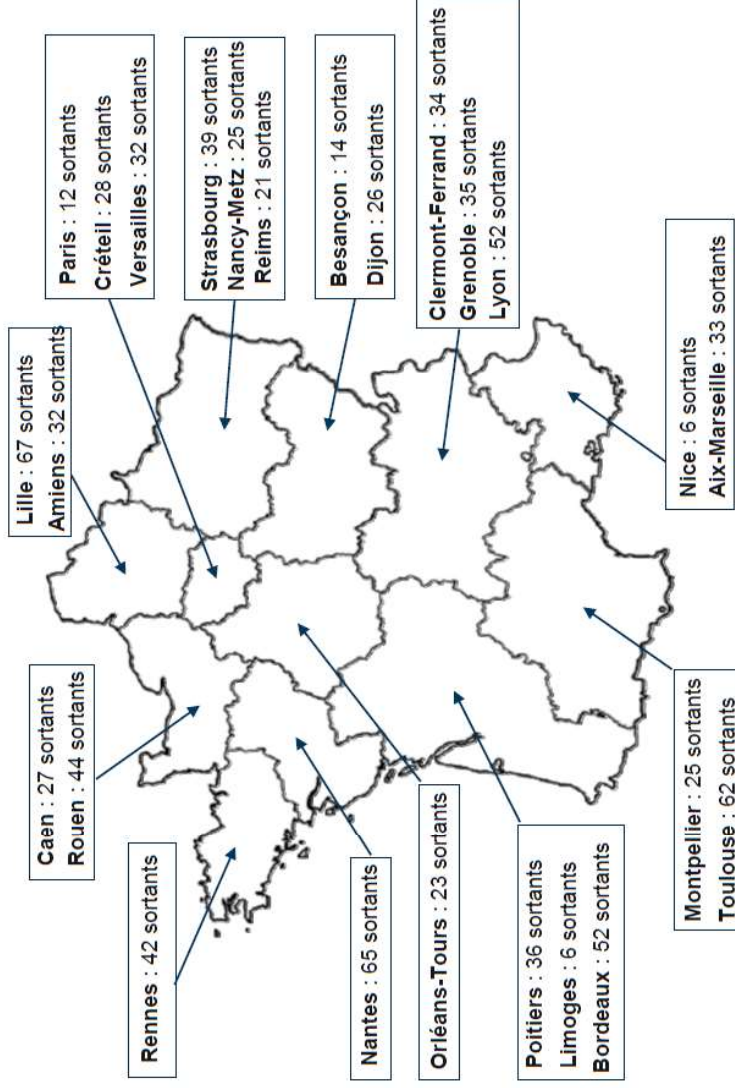 Lille : 67 sortants
Amiens : 32 sortants
Paris : 12 sortants
Créteil : 28 sortants
Versailles : 32 sortants
Caen : 27 sortants
Rouen : 44 sortants
Strasbourg : 39 sortants
Nancy-Metz : 25 sortants
Reims : 21 sortants
Rennes : 42 sortants
Besançon : 14 sortants
Dijon : 26 sortants
Nantes : 65 sortants
Orléans-Tours : 23 sortants
Clermont-Ferrand : 34 sortants
Grenoble : 35 sortants
Lyon : 52 sortants
Poitiers : 36 sortants
Limoges : 6 sortants
Bordeaux : 52 sortants
Nice : 6 sortants
Aix-Marseille : 33 sortants
Montpellier : 25 sortants
Toulouse : 62 sortants